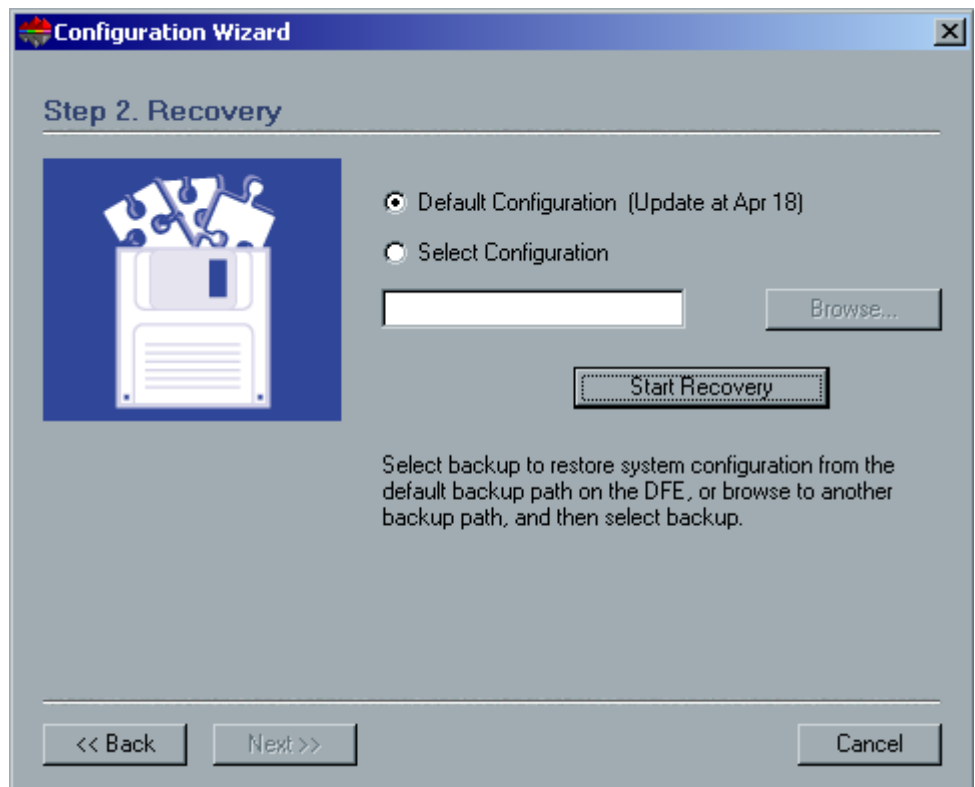 Configuration Wizard
Step 2. Recovery
Default Configuration (Update at Apr 18)
Select Configuration
Browse...
Start Recovery
Select backup to restore system configuration from the
default backup path on the DFE, or browse to another
backup path, and then select backup.
<< Back
Next >>
Cancel